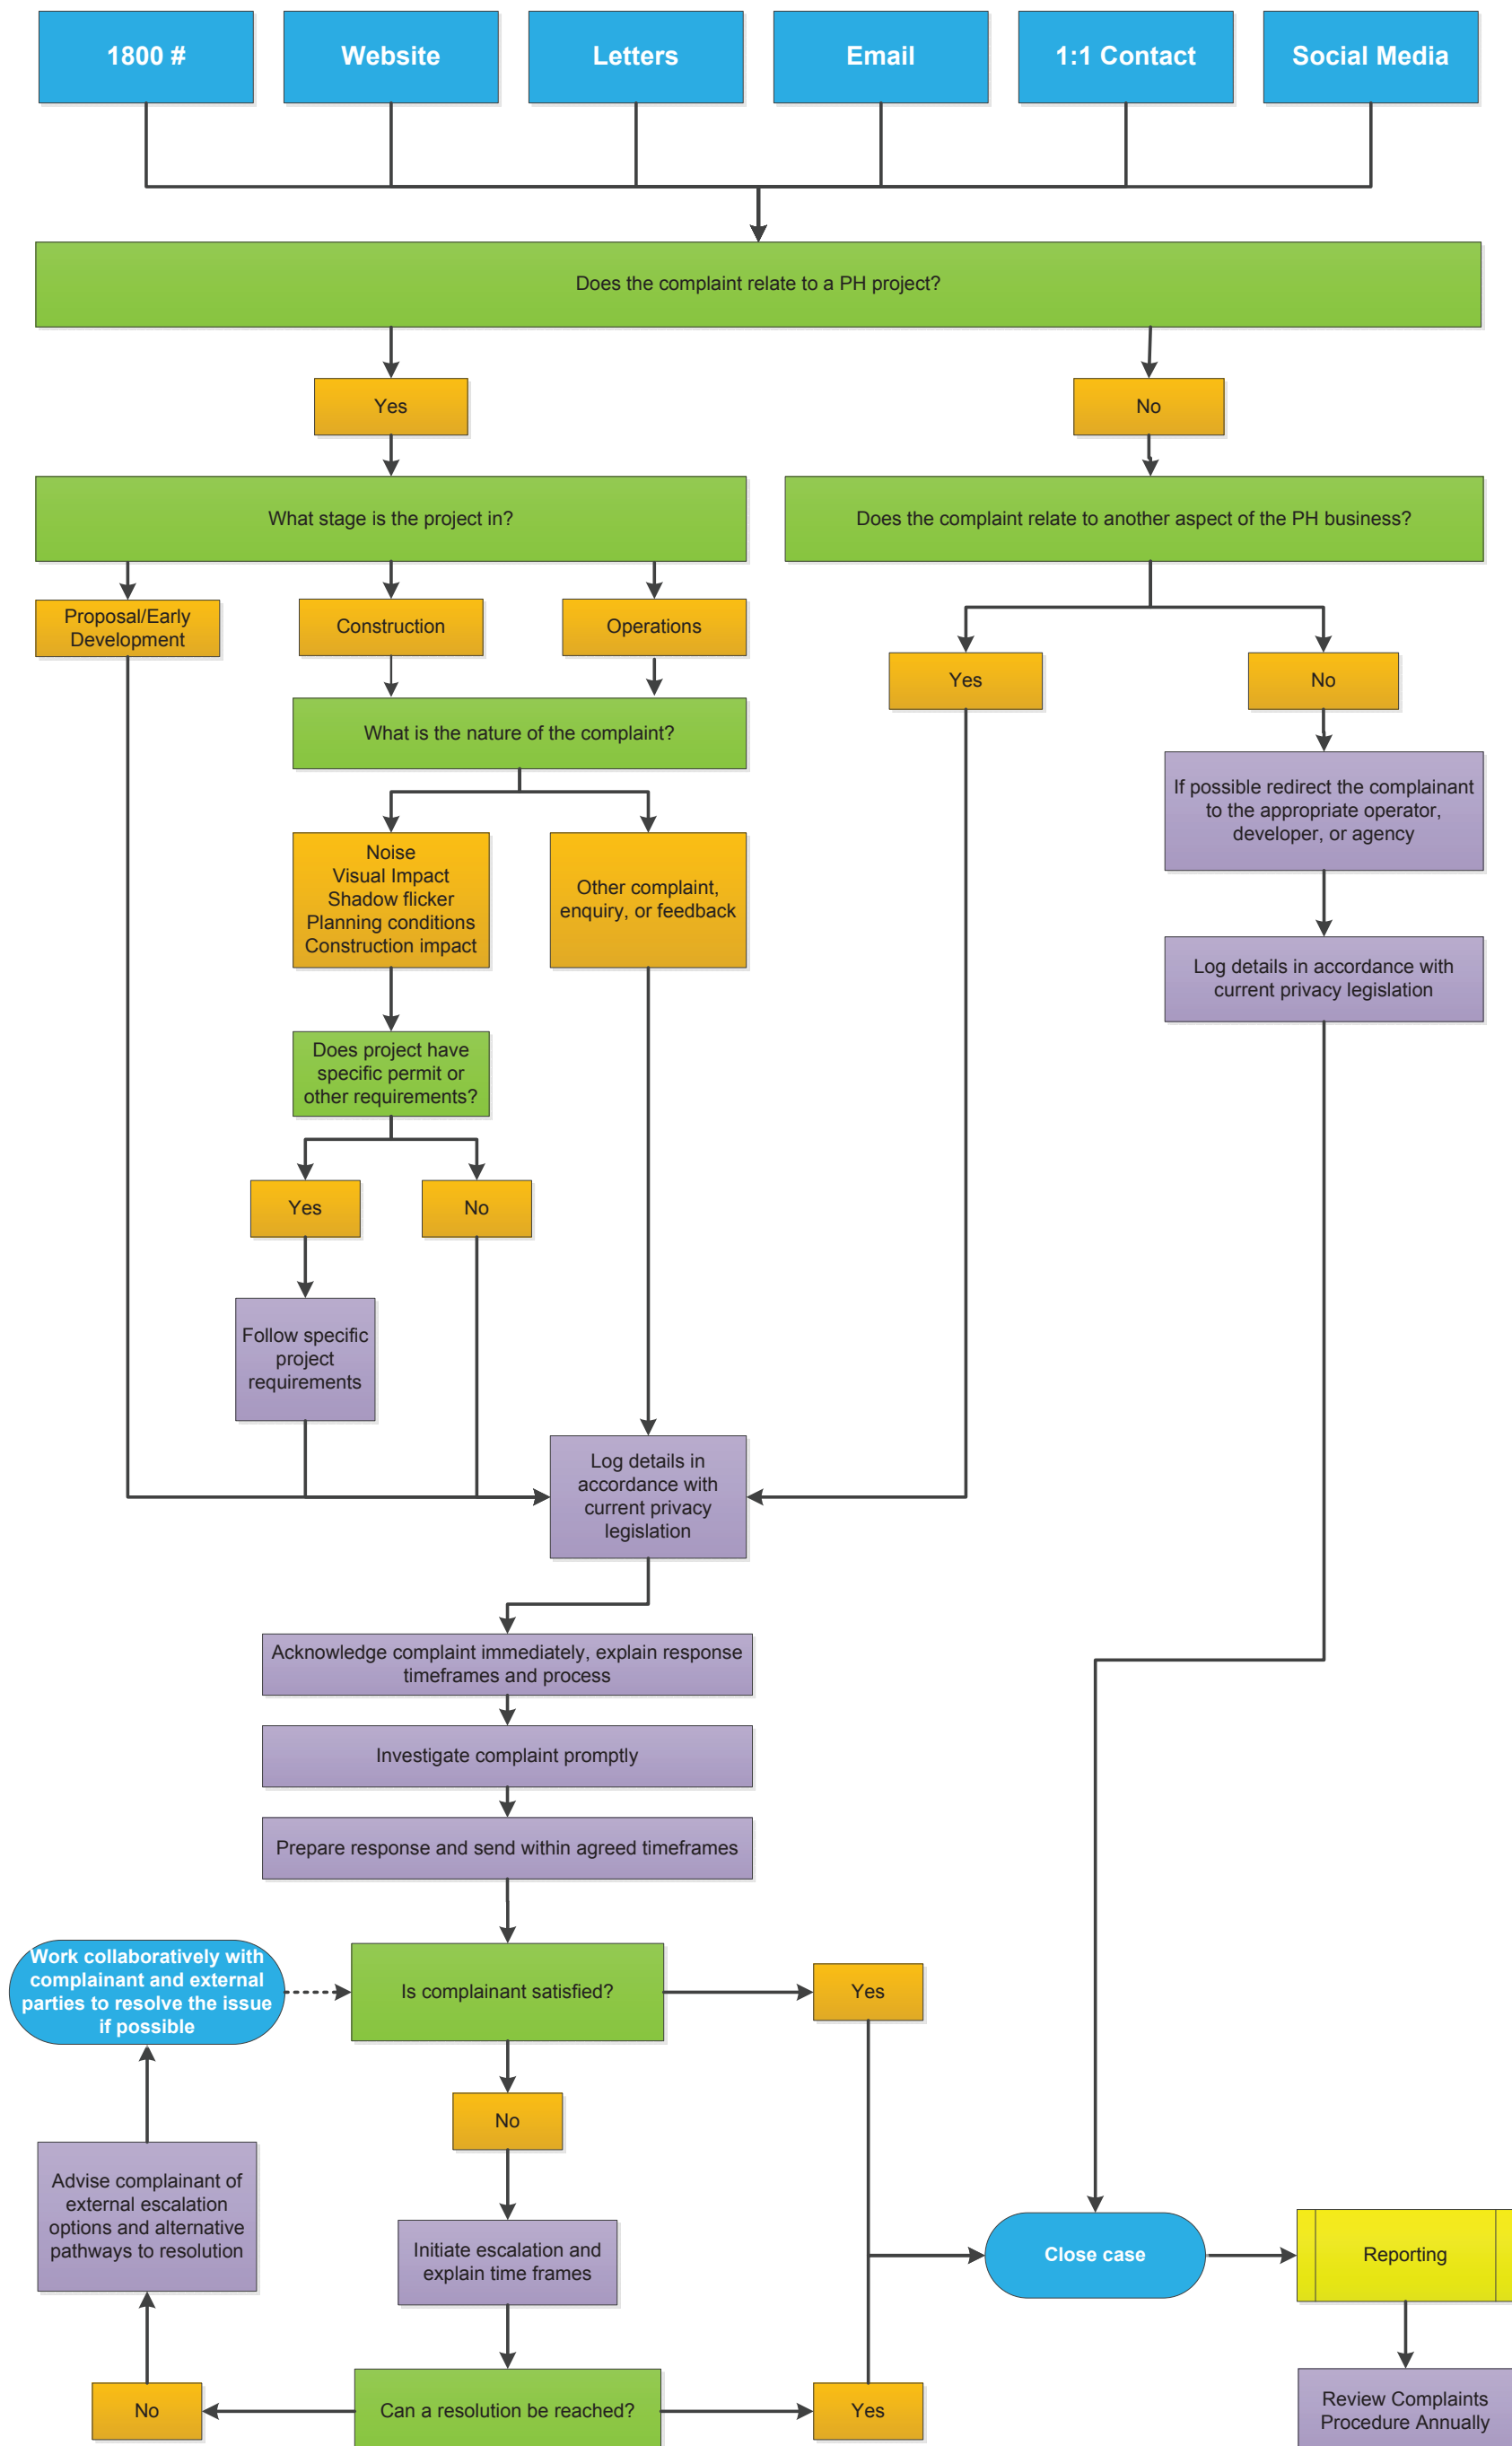 1800 #
Website
Letters
Email
1:1 Contact
Social Media
Does the complaint relate to a PH project?
Yes
No
What stage is the project in?
Does the complaint relate to another aspect of the PH business?
Proposal/Early
Development
Construction
Operations
Yes
No
What is the nature of the complaint?
If possible redirect the complainant
to the appropriate operator,
developer, or agency
Noise
Visual Impact
Shadow flicker
Planning conditions
Construction impact
Other complaint,
enquiry, or feedback
Log details in accordance with
current privacy legislation
Does project have
specific permit or
other requirements?
Yes
No
Follow specific
project
requirements
Log details in
accordance with
current privacy
legislation
Acknowledge complaint immediately, explain response
timeframes and process
Investigate complaint promptly
Prepare response and send within agreed timeframes
Work collaboratively with
complainant and external
parties to resolve the issue
if possible
Is complainant satisfied?
Yes
No
Advise complainant of
external escalation
options and alternative
pathways to resolution
Initiate escalation and
explain time frames
Close case
Reporting
No
Can a resolution be reached?
Yes
Review Complaints
Procedure Annually